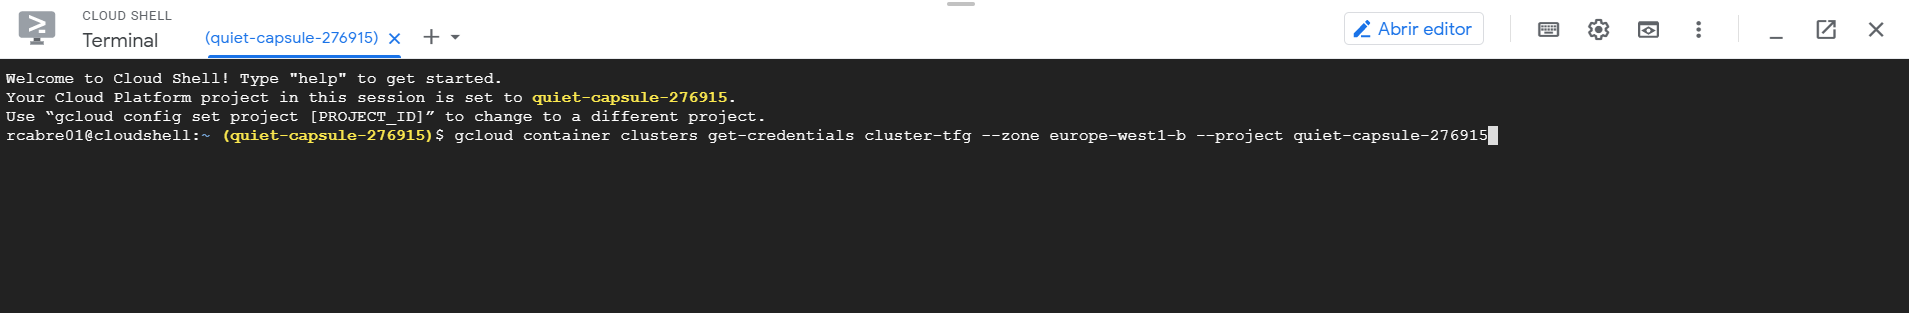 CLOUD SHELL
Terminal
(quiet-capsule-276915)
Abrir editor
Welcome to Cloud Shell! Type "help" to get started.
Your Cloud Platform project in this session is set to quiet-capsule-276915.
Use “gcloud config set project [PROJECT_ID]” to change to a different project.
rcabre01@cloudshell:~ (quiet-capsule-276915)$ gcloud container clusters get-credentials cluster-tfg --zone europe-west1-b --project quiet-capsule-276915